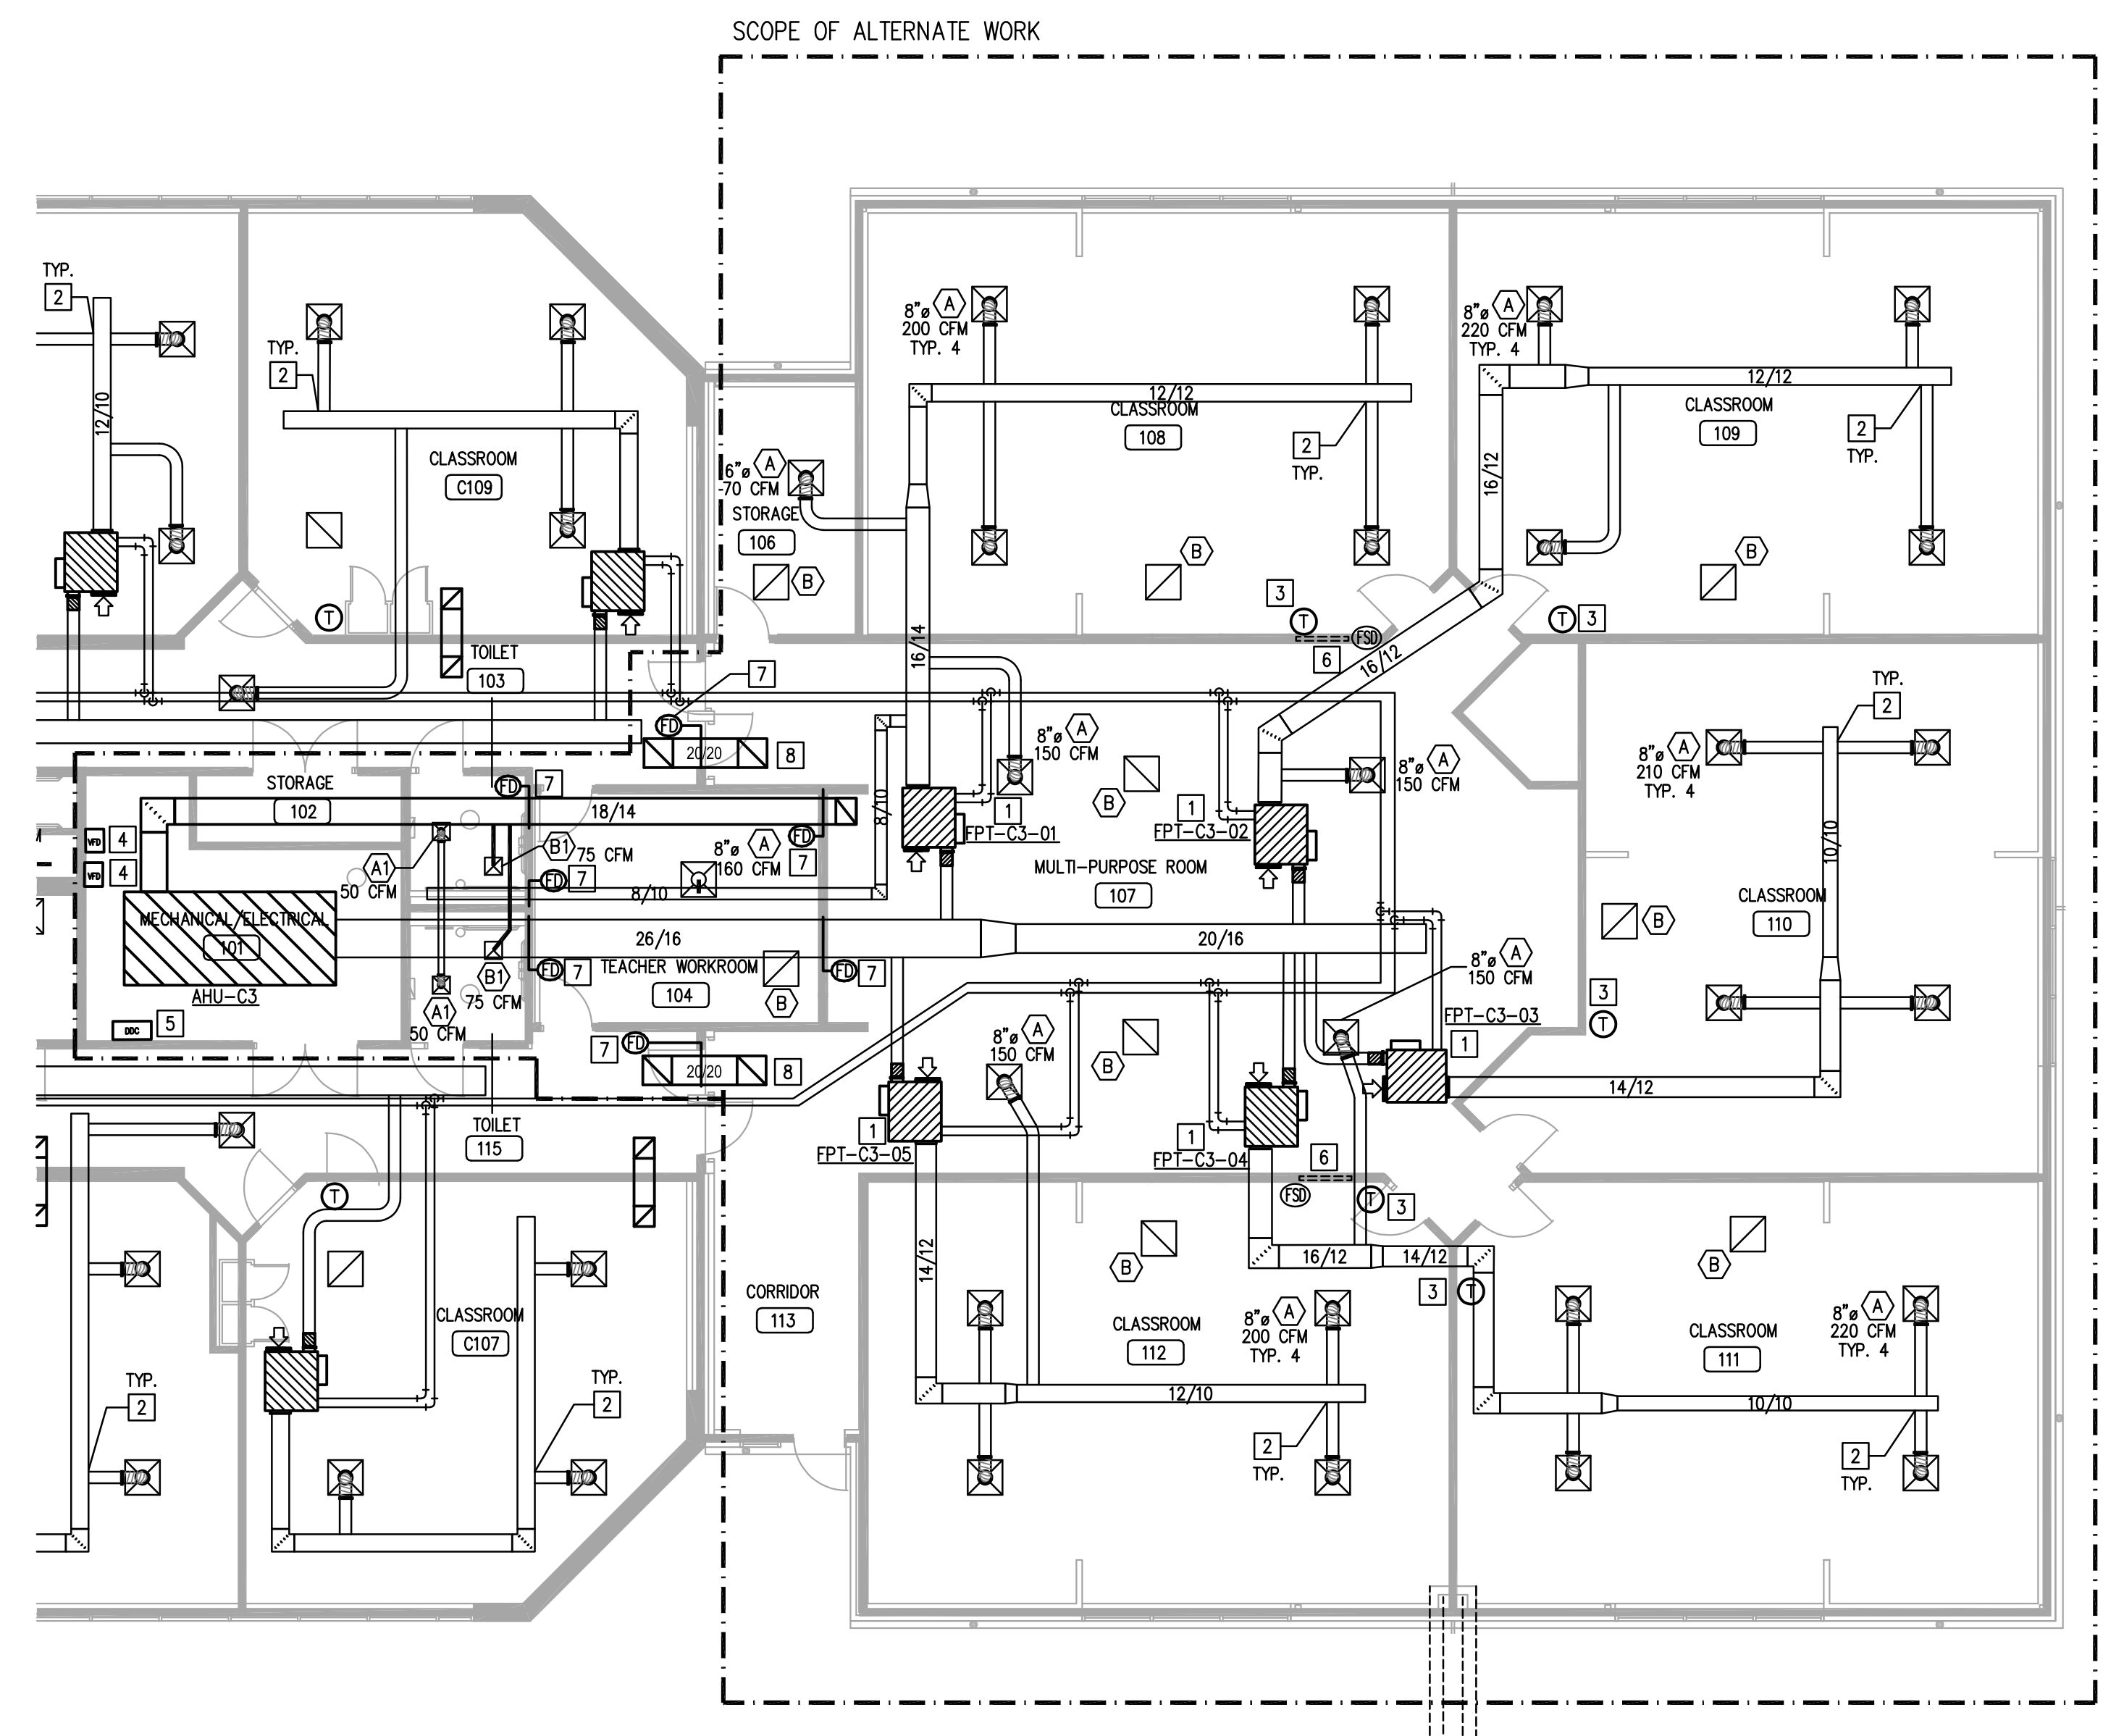 SCOPE OF ALTERNATE WORK
TYP.
2
12/10
TYP.
2
CLASSROOM
C109
T
6"ø A
70 CFM
STORAGE
106
B
8"ø A
200 CFM
TYP. 4
12/12
CLASSROOM
108
2
TYP.
B
3
T
FSD
6
16/14
8"ø A
220 CFM
TYP. 4
12/12
CLASSROOM
109
2
TYP.
16/12
B
T
3
16/12
TOILET
103
7
FD
20/20
8
8"ø A
150 CFM
1
FPT-C3-01
8/10
B
1
FPT-C3-02
8"ø A
150 CFM
MULTI-PURPOSE ROOM
107
TYP.
2
8"ø A
210 CFM
TYP. 4
10/10
CLASSROOM
110
B
3
T
STORAGE
102
FD
7
18/14
VFD
4
VFD
4
A1
50 CFM
B1
75 CFM
8"ø A
160 CFM
FD
7
FD
7
8/10
MECHANICAL/ELECTRICAL
101
AHU-C3
26/16
20/16
DDC
5
A1
50 CFM
B1
75 CFM
FD
7
TEACHER WORKROOM
104
B
FD
7
8"ø A
150 CFM
FPT-C3-03
1
14/12
7
FD
20/20
8
8"ø A
150 CFM
B
1
FPT-C3-05
1
FPT-C3-04
6
FSD
T
3
TOILET
115
T
CLASSROOM
C107
TYP.
2
TYP.
2
CORRIDOR
113
14/12
B
CLASSROOM
112
8"ø A
200 CFM
TYP. 4
12/10
2
TYP.
16/12
14/12
3
T
B
CLASSROOM
111
8"ø A
220 CFM
TYP. 4
10/10
2
TYP.